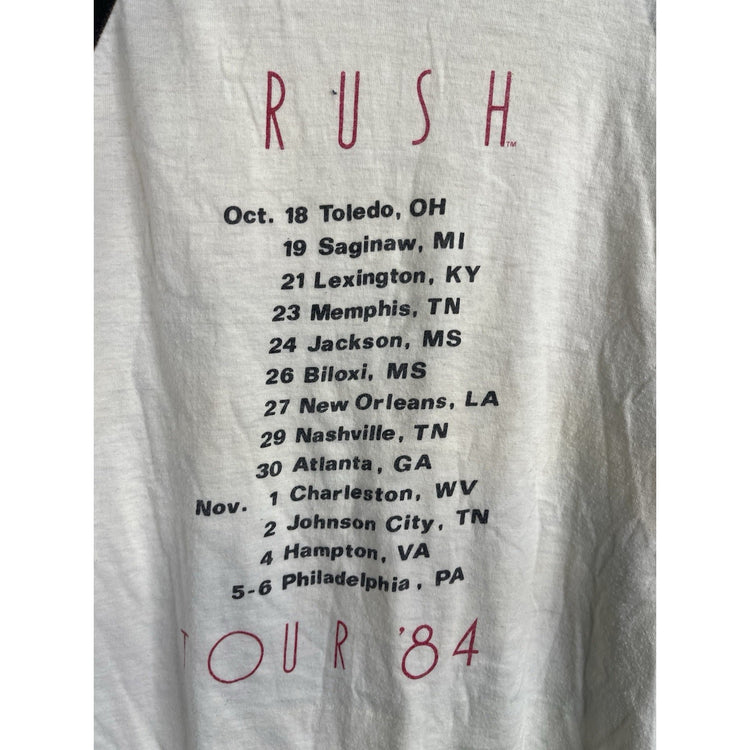 RUSH™
Oct. 18 Toledo, OH
19 Saginaw, MI
21 Lexington, KY
23 Memphis, TN
24 Jackson, MS
26 Biloxi, MS
27 New Orleans, LA
29 Nashville, TN
30 Atlanta, GA
Nov. 1 Charleston, WV
2 Johnson City, TN
4 Hampton, VA
5-6 Philadelphia, PA
TOUR '84